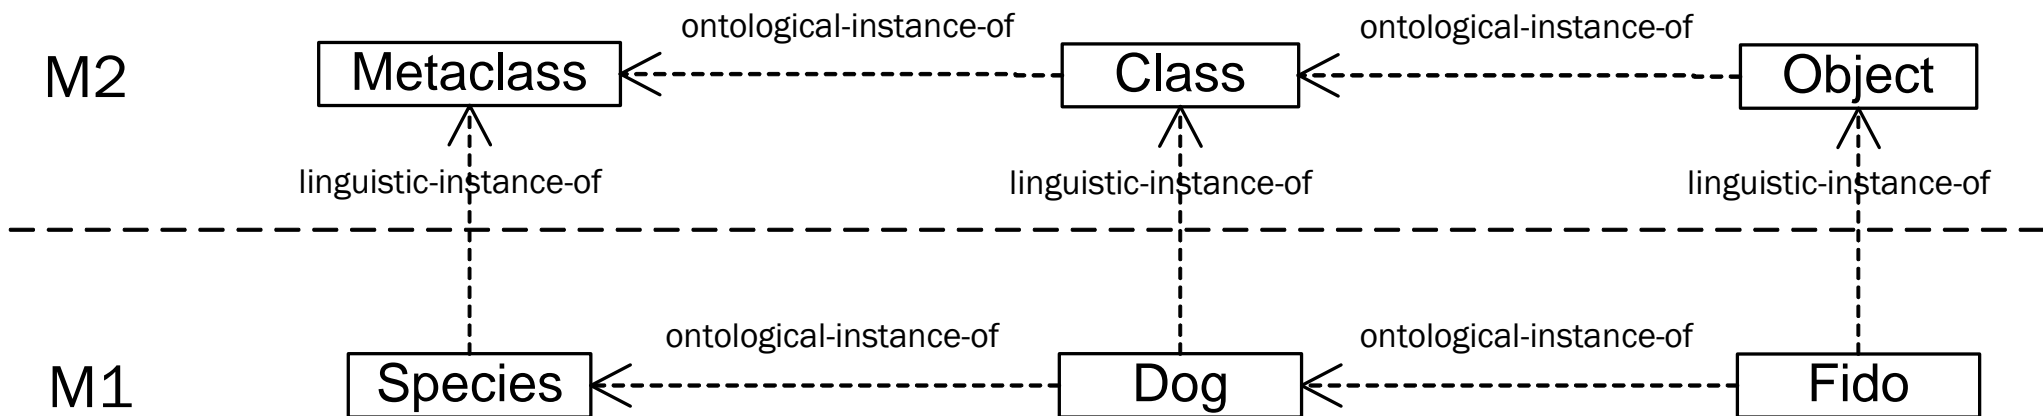 ontological-instance-of ontological-instance-of
M2 Metaclass Class Object
linguistic-instance-of linguistic-instance-of linguistic-instance-of
ontological-instance-of ontological-instance-of
M1 Species Dog Fido